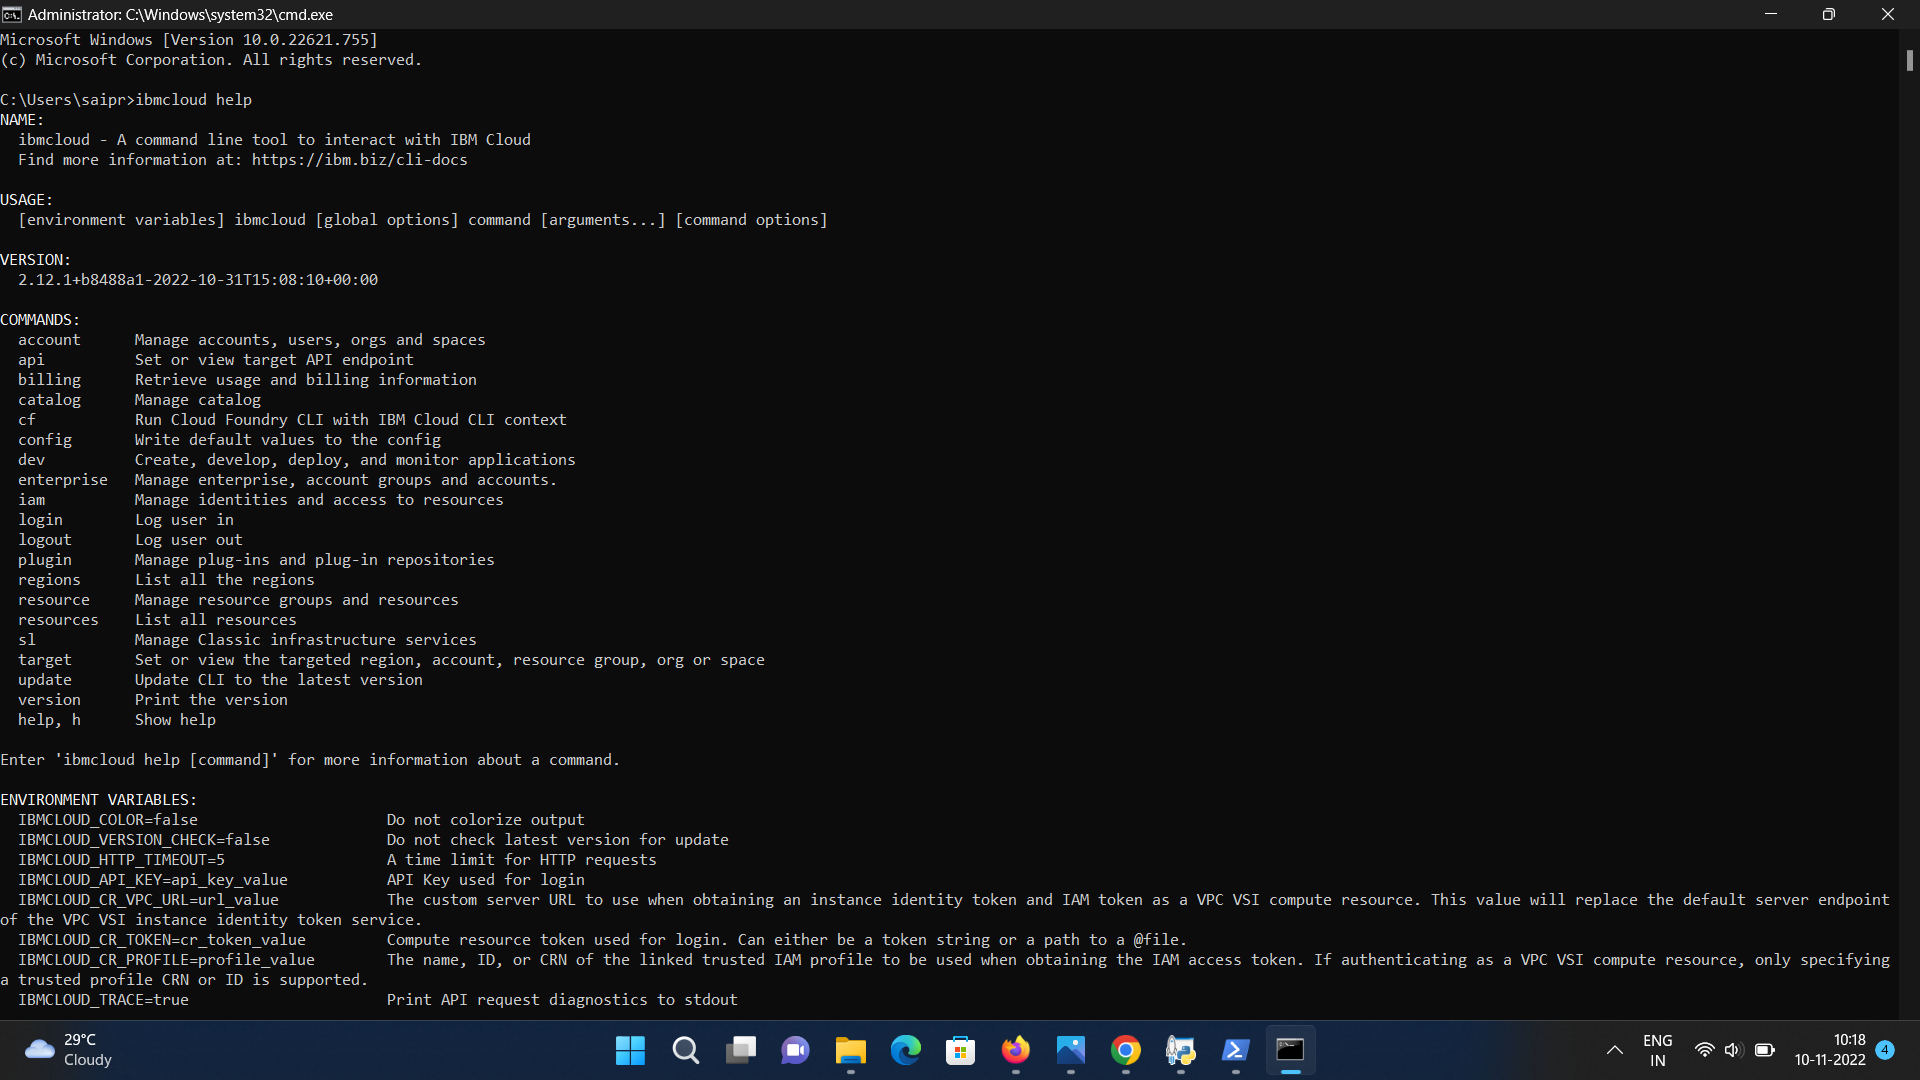 Administrator: C:\Windows\system32\cmd.exe
Microsoft Windows [Version 10.0.22621.755]
(c) Microsoft Corporation. All rights reserved.
C:\Users\saipr>ibmcloud help
NAME:
  ibmcloud - A command line tool to interact with IBM Cloud
  Find more information at: https://ibm.biz/cli-docs
USAGE:
  [environment variables] ibmcloud [global options] command [arguments...] [command options]
VERSION:
  2.12.1+b8488a1-2022-10-31T15:08:10+00:00
COMMANDS:
  account      Manage accounts, users, orgs and spaces
  api          Set or view target API endpoint
  billing      Retrieve usage and billing information
  catalog      Manage catalog
  cf           Run Cloud Foundry CLI with IBM Cloud CLI context
  config       Write default values to the config
  dev          Create, develop, deploy, and monitor applications
  enterprise   Manage enterprise, account groups and accounts.
  iam          Manage identities and access to resources
  login        Log user in
  logout       Log user out
  plugin       Manage plug-ins and plug-in repositories
  regions      List all the regions
  resource     Manage resource groups and resources
  resources    List all resources
  sl           Manage Classic infrastructure services
  target       Set or view the targeted region, account, resource group, org or space
  update       Update CLI to the latest version
  version      Print the version
  help, h      Show help
Enter 'ibmcloud help [command]' for more information about a command.
ENVIRONMENT VARIABLES:
  IBMCLOUD_COLOR=false                     Do not colorize output
  IBMCLOUD_VERSION_CHECK=false             Do not check latest version for update
  IBMCLOUD_HTTP_TIMEOUT=5                  A time limit for HTTP requests
  IBMCLOUD_API_KEY=api_key_value           API Key used for login
  IBMCLOUD_CR_VPC_URL=url_value            The custom server URL to use when obtaining an instance identity token and IAM token as a VPC VSI compute resource. This value will replace the default server endpoint
of the VPC VSI instance identity token service.
  IBMCLOUD_CR_TOKEN=cr_token_value         Compute resource token used for login. Can either be a token string or a path to a @file.
  IBMCLOUD_CR_PROFILE=profile_value        The name, ID, or CRN of the linked trusted IAM profile to be used when obtaining the IAM access token. If authenticating as a VPC VSI compute resource, only specifying
a trusted profile CRN or ID is supported.
  IBMCLOUD_TRACE=true                      Print API request diagnostics to stdout
29°C
Cloudy
ENG
IN
10:18
10-11-2022
4